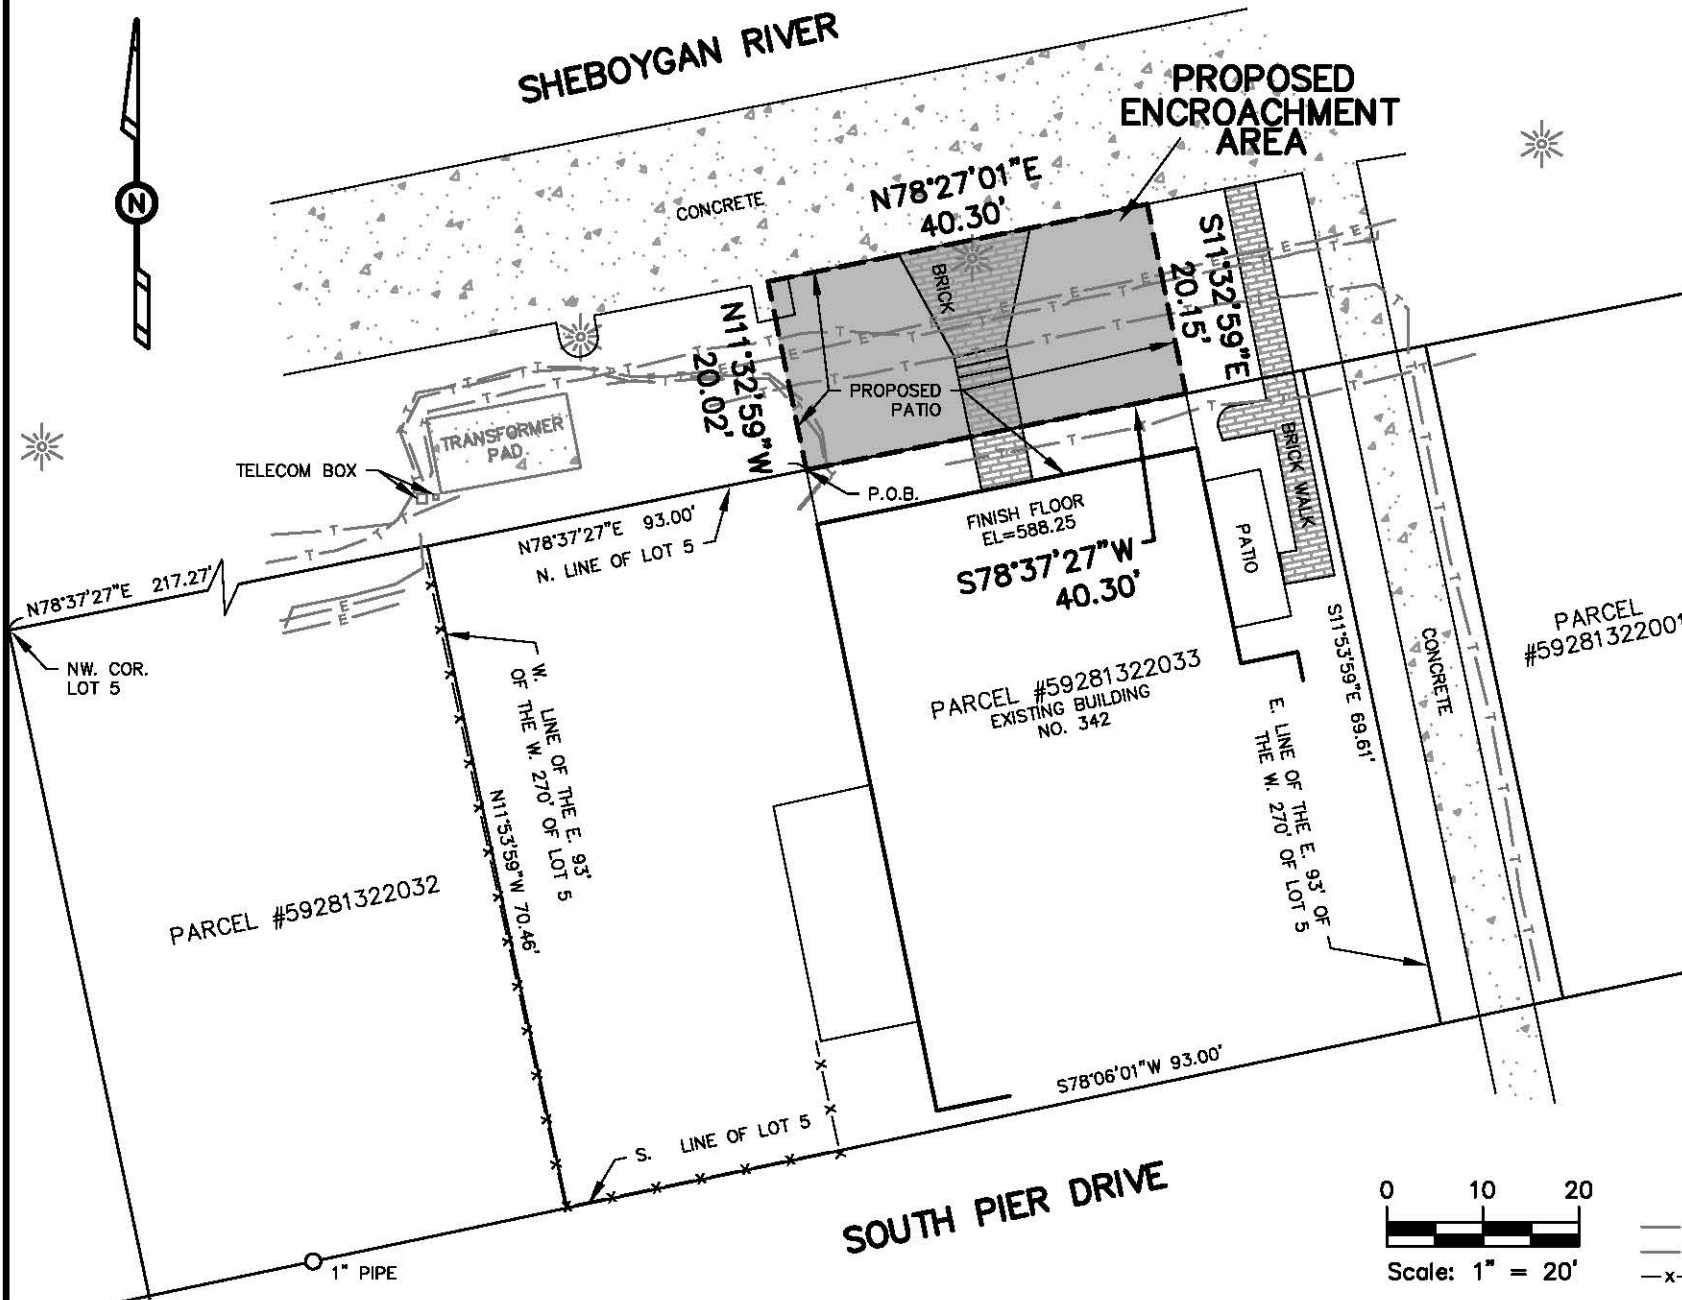 SHEBOYGAN RIVER
PROPOSED
ENCROACHMENT
AREA
N
CONCRETE
N78°27'01"E
40.30'
S11°32'59"E
20.15'
BRICK
N11°32'59"W
20.02'
PROPOSED
PATIO
TRANSFORMER
PAD
TELECOM BOX
P.O.B.
N78°37'27"E 93.00'
N. LINE OF LOT 5
FINISH FLOOR
EL=588.25
S78°37'27"W
40.30'
BRICK WALK
PATIO
N78°37'27"E 217.27'
NW. COR.
LOT 5
W. LINE OF THE E. 93'
OF THE W. 270' OF LOT 5
N11°53'59"W 70.46'
PARCEL #59281322033
EXISTING BUILDING
NO. 342
S11°53'59"E 69.61'
CONCRETE
PARCEL
#59281322001
E. LINE OF THE E. 93' OF
THE W. 270' OF LOT 5
PARCEL #59281322032
S78°06'01"W 93.00'
S. LINE OF LOT 5
SOUTH PIER DRIVE
1" PIPE
0 10 20
Scale: 1" = 20'
T T T T T T T T T T
E E E E E E
x x x x x x